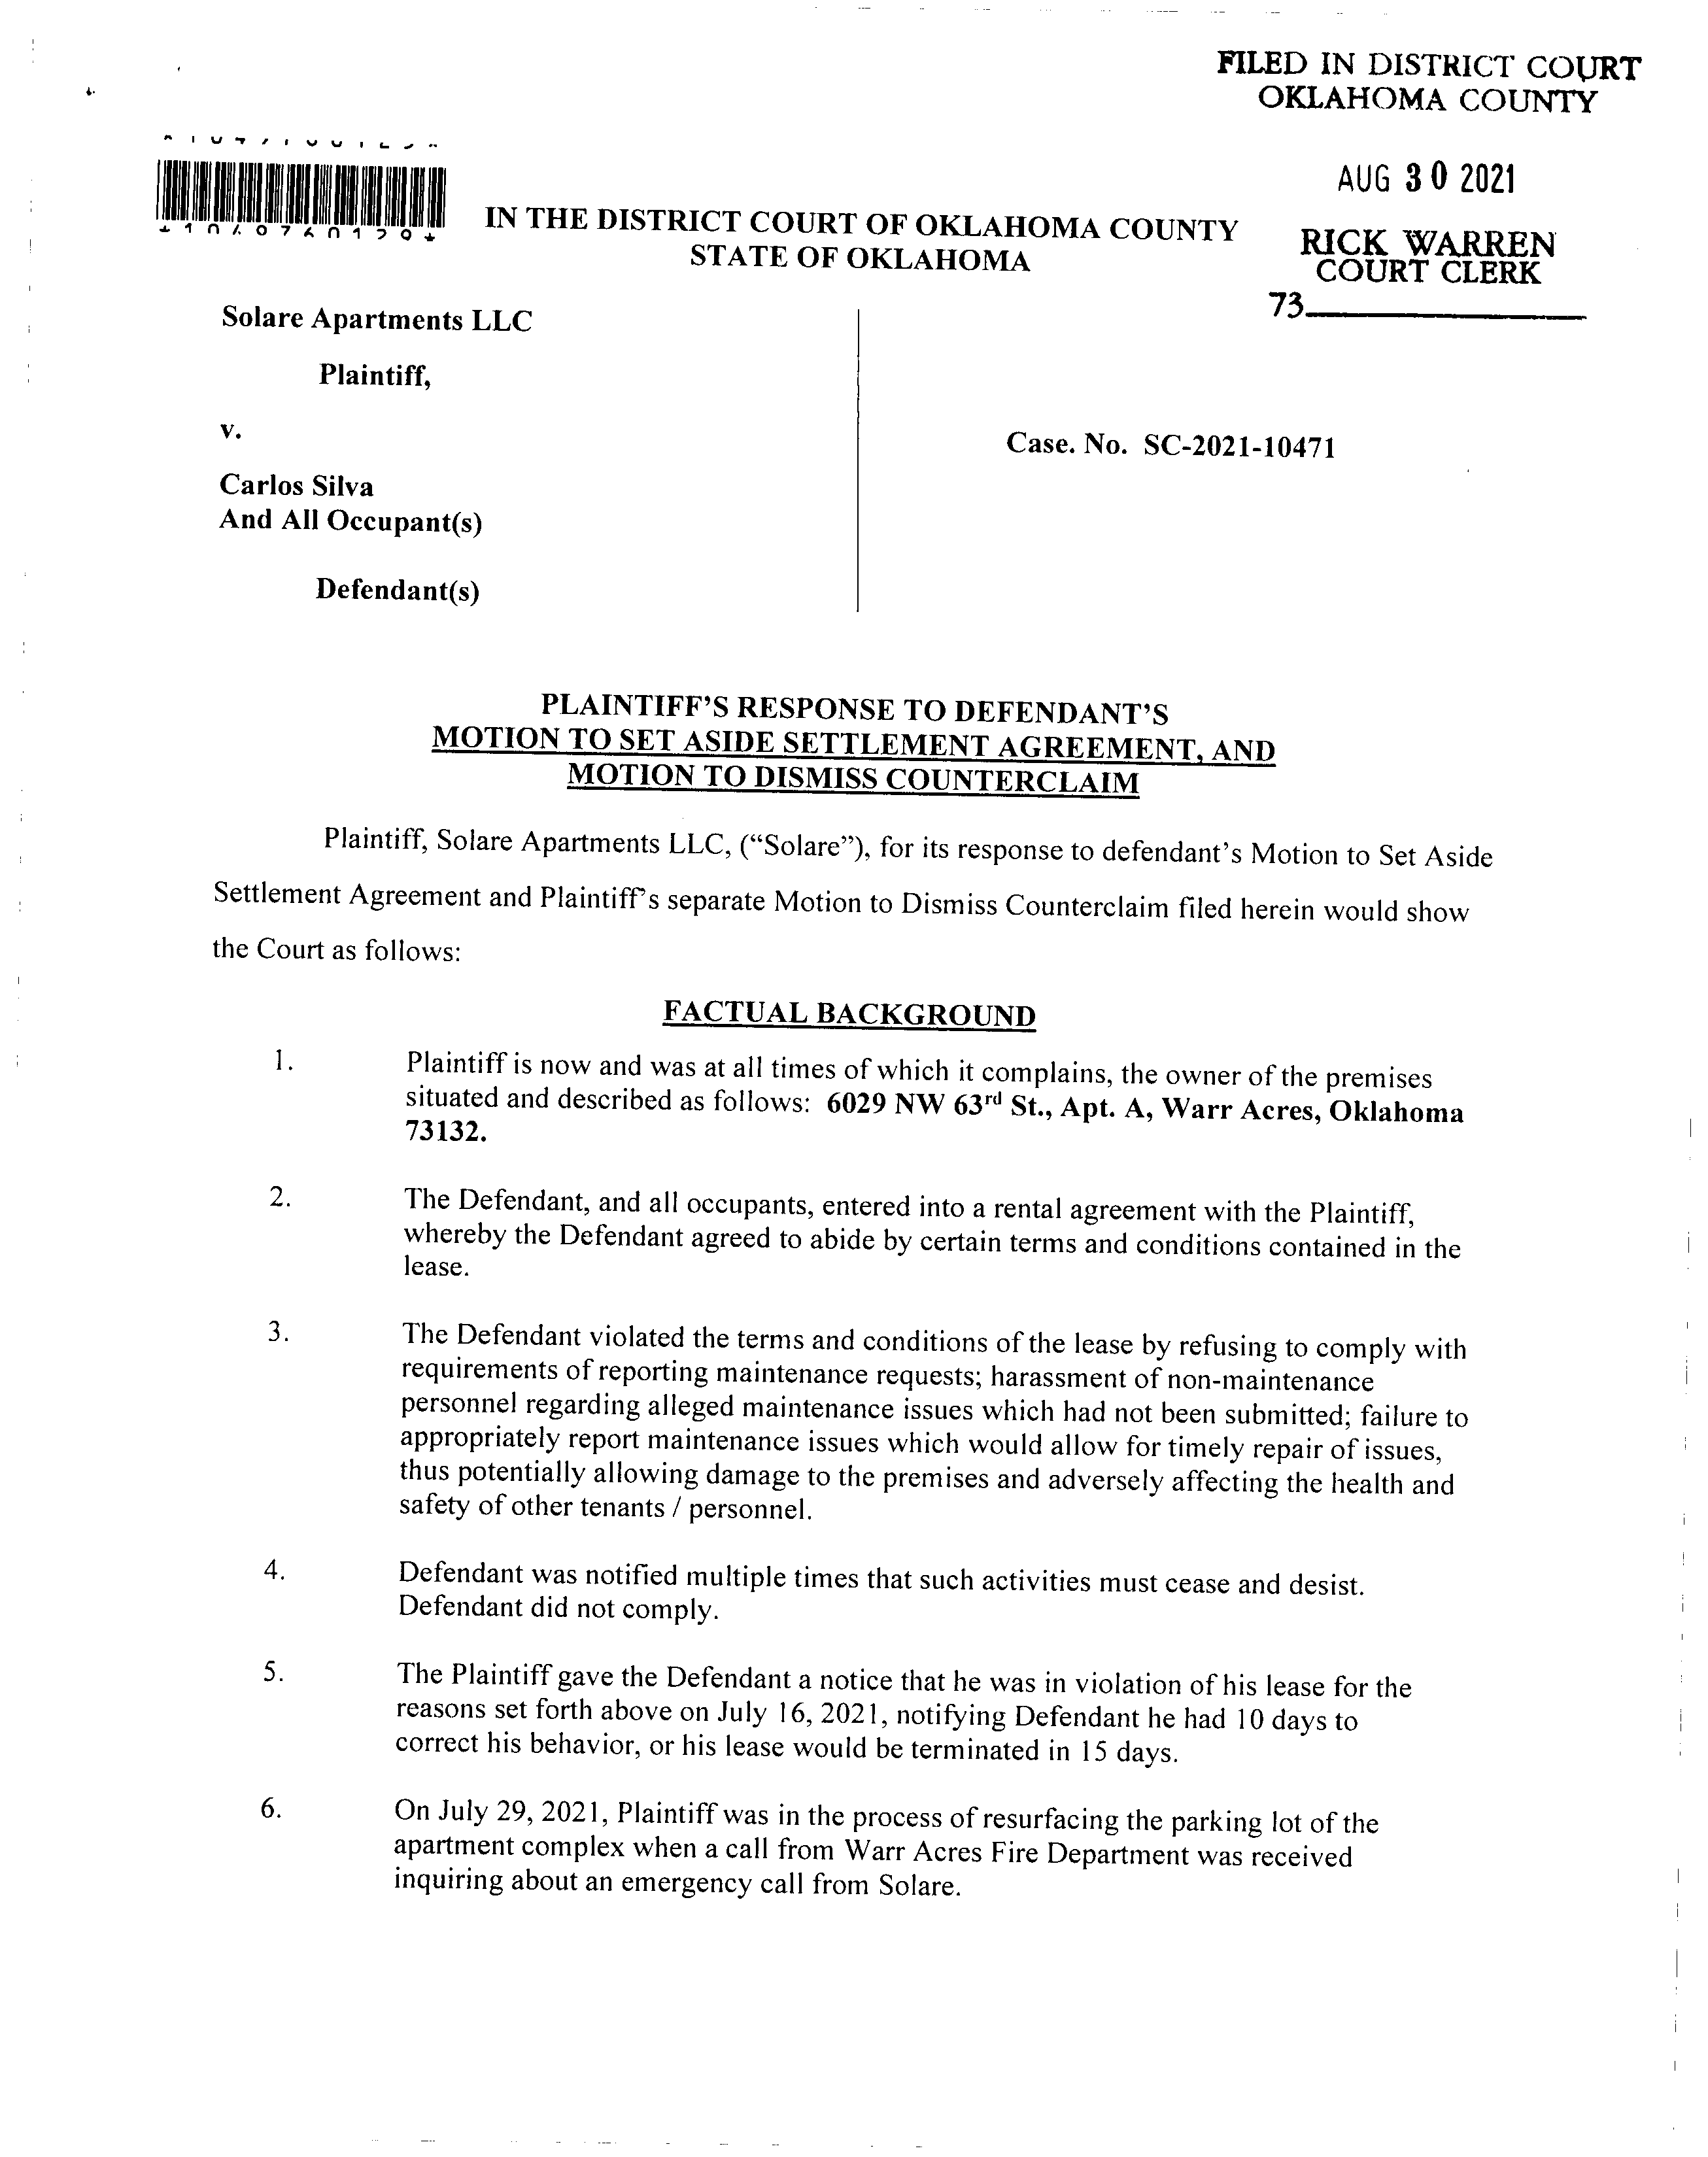 FILED IN DISTRICT COURT
OKLAHOMA COUNTY
AUG 30 2021
RICK WARREN
COURT CLERK
73
IN THE DISTRICT COURT OF OKLAHOMA COUNTY
STATE OF OKLAHOMA
Solare Apartments LLC
Plaintiff,
v.
Case. No. SC-2021-10471
Carlos Silva
And All Occupant(s)
Defendant(s)
PLAINTIFF'S RESPONSE TO DEFENDANT'S
MOTION TO SET ASIDE SETTLEMENT AGREEMENT, AND
MOTION TO DISMISS COUNTERCLAIM
Plaintiff, Solare Apartments LLC, ("Solare"), for its response to defendant's Motion to Set Aside
Settlement Agreement and Plaintiff's separate Motion to Dismiss Counterclaim filed herein would show
the Court as follows:
FACTUAL BACKGROUND
1. Plaintiff is now and was at all times of which it complains, the owner of the premises
situated and described as follows: 6029 NW 63rd St., Apt. A, Warr Acres, Oklahoma
73132.
2. The Defendant, and all occupants, entered into a rental agreement with the Plaintiff,
whereby the Defendant agreed to abide by certain terms and conditions contained in the
lease.
3. The Defendant violated the terms and conditions of the lease by refusing to comply with
requirements of reporting maintenance requests; harassment of non-maintenance
personnel regarding alleged maintenance issues which had not been submitted; failure to
appropriately report maintenance issues which would allow for timely repair of issues,
thus potentially allowing damage to the premises and adversely affecting the health and
safety of other tenants / personnel.
4. Defendant was notified multiple times that such activities must cease and desist.
Defendant did not comply.
5. The Plaintiff gave the Defendant a notice that he was in violation of his lease for the
reasons set forth above on July 16, 2021, notifying Defendant he had 10 days to
correct his behavior, or his lease would be terminated in 15 days.
6. On July 29, 2021, Plaintiff was in the process of resurfacing the parking lot of the
apartment complex when a call from Warr Acres Fire Department was received
inquiring about an emergency call from Solare.